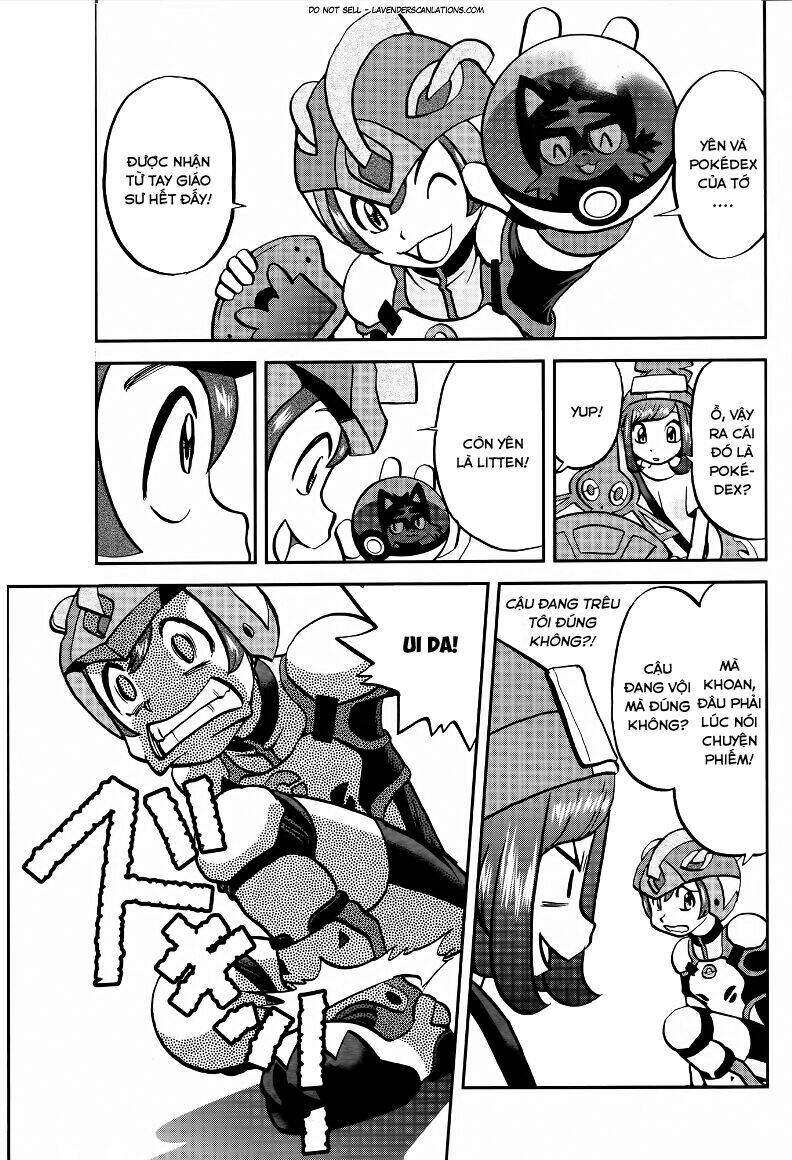 DO NOT SELL - LAVENDERSCANLATIONS.COM
YÊN VÀ
POKÉDEX
CỦA TỚ
....
ĐƯỢC NHẬN
TỪ TAY GIÁO
SƯ HẾT ĐẤY!
Ồ, VẬY
RA CÁI
ĐÓ LÀ
POKÉ-
DEX?
YUP!
CÒN YÊN
LÀ LITTEN!
MÀ
KHOAN,
ĐÂU PHẢI
LÚC NÓI
CHUYỆN
PHIẾM!
CẬU
ĐANG VỘI
MÀ ĐÚNG
KHÔNG?
CẬU ĐANG TRÊU
TÔI ĐÚNG
KHÔNG?!
UI DA!
ズキッ